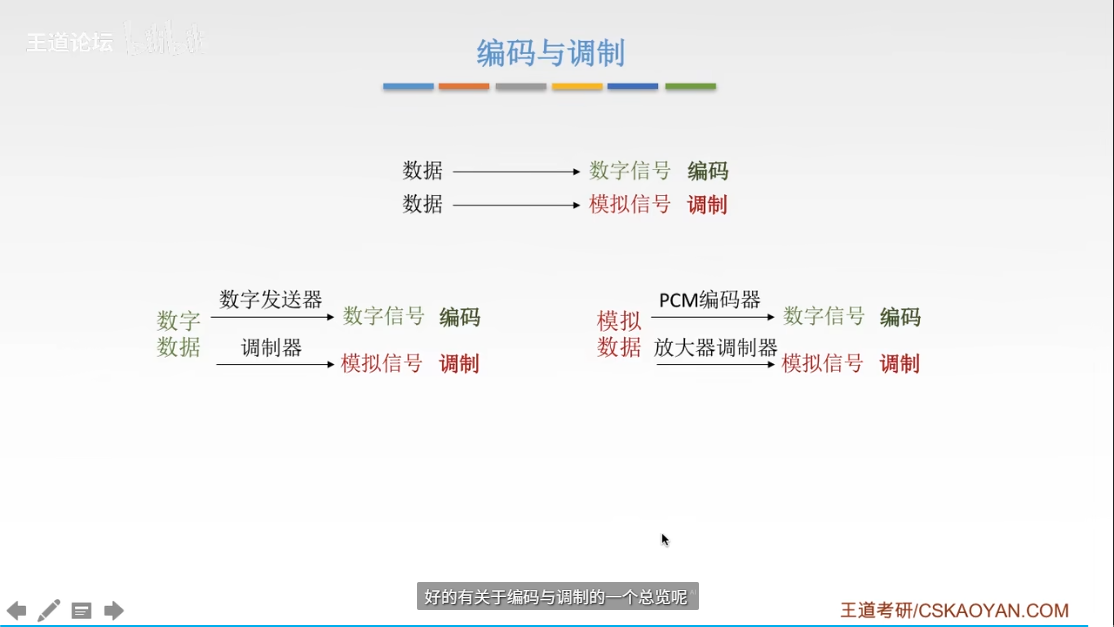 王道论坛
编码与调制
数据 数字信号 编码
数据 模拟信号 调制
数字数据
数字发送器
数字信号 编码
调制器
模拟信号 调制
模拟数据
PCM编码器
数字信号 编码
放大器调制器
模拟信号 调制
好的有关于编码与调制的一个总览呢
王道考研/CSKAOYAN.COM